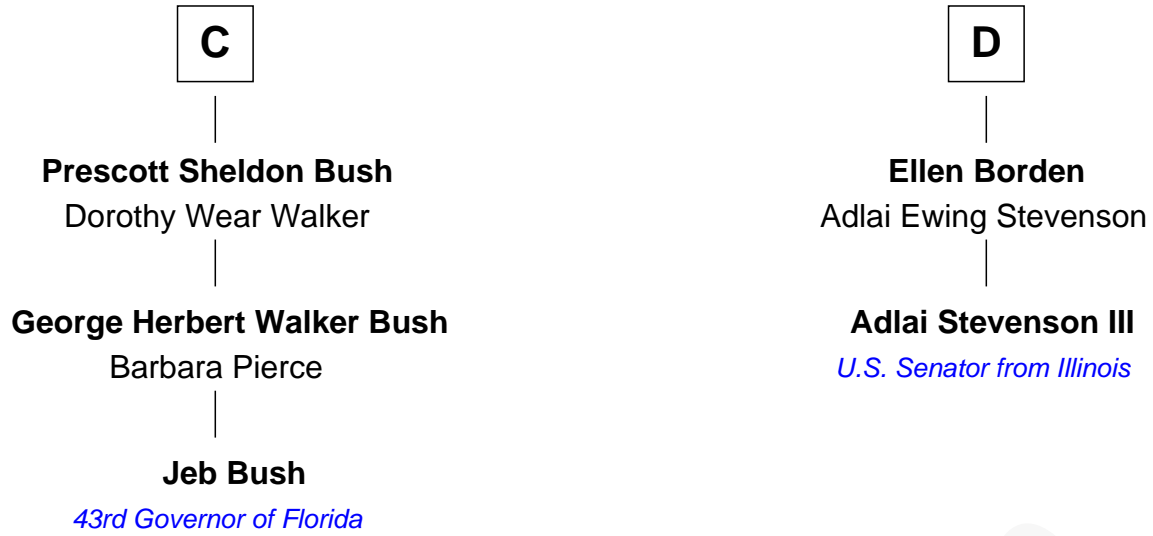 C
Prescott Sheldon Bush
Dorothy Wear Walker
George Herbert Walker Bush
Barbara Pierce
Jeb Bush
43rd Governor of Florida
D
Ellen Borden
Adlai Ewing Stevenson
Adlai Stevenson III
U.S. Senator from Illinois